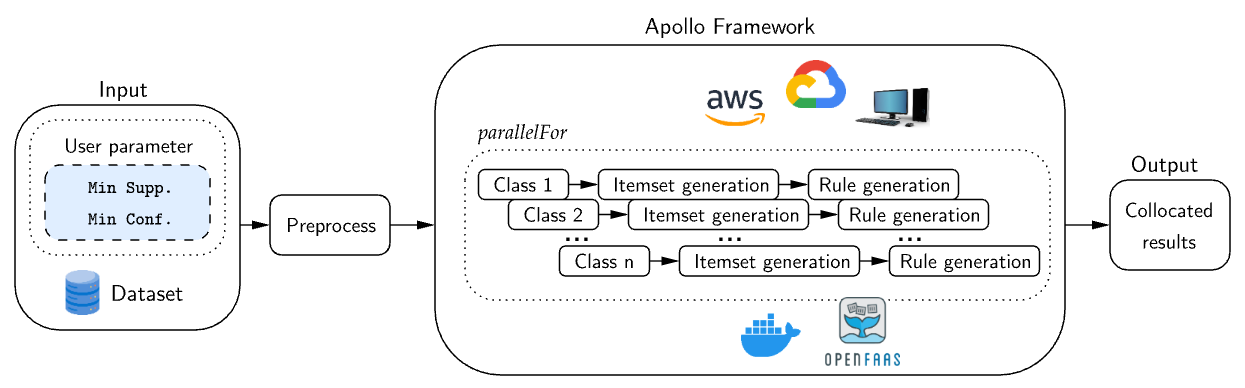 Apollo Framework
Input
User parameter
Min Supp.
Min Conf.
Dataset
Preprocess
aws
parallelFor
Class 1
Itemset generation
Rule generation
Class 2
Itemset generation
Rule generation
...
...
...
Class n
Itemset generation
Rule generation
OPENFAAS
Output
Collocated
results